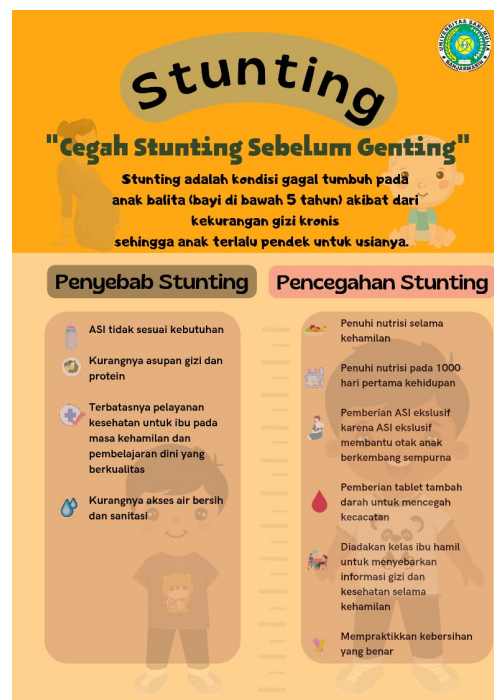 UNIVERSITAS SARI MULIA
BANJARMASIN
Stunting
"Cegah Stunting Sebelum Genting"
Stunting adalah kondisi gagal tumbuh pada
anak balita (bayi di bawah 5 tahun) akibat dari
kekurangan gizi kronis
sehingga anak terlalu pendek untuk usianya.
Penyebab Stunting
ASI tidak sesuai kebutuhan
Kurangnya asupan gizi dan
protein
Terbatasnya pelayanan
kesehatan untuk ibu pada
masa kehamilan dan
pembelajaran dini yang
berkualitas
Kurangnya akses air bersih
dan sanitasi
Pencegahan Stunting
Penuhi nutrisi selama
kehamilan
Penuhi nutrisi pada 1000
hari pertama kehidupan
Pemberian ASI ekslusif
karena ASI ekslusif
membantu otak anak
berkembang sempurna
Pemberian tablet tambah
darah untuk mencegah
kecacatan
Diadakan kelas ibu hamil
untuk menyebarkan
informasi gizi dan
kesehatan selama
kehamilan
Mempraktikkan kebersihan
yang benar